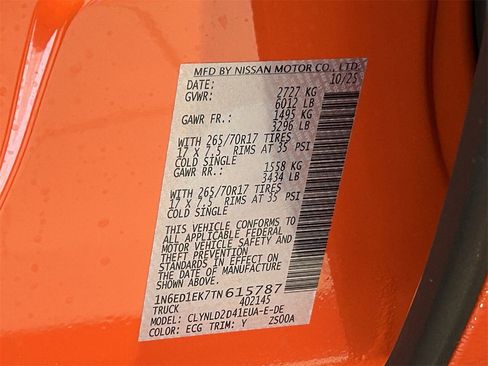 MFD BY NISSAN MOTOR CO., LTD.
DATE: 10/25
GVWR: 2727 KG
6012 LB
GAWR FR.: 1495 KG
3296 LB
WITH 265/70R17 TIRES
17 X 7.5 RIMS AT 35 PSI
COLD SINGLE
GAWR RR.: 1558 KG
3434 LB
WITH 265/70R17 TIRES
17 X 7.5 RIMS AT 35 PSI
COLD SINGLE
THIS VEHICLE CONFORMS TO
ALL APPLICABLE FEDERAL
MOTOR VEHICLE SAFETY AND
THEFT PREVENTION
STANDARDS IN EFFECT ON
THE DATE OF MANUFACTURE
SHOWN ABOVE.
1N6ED1EK7TN615787
TRUCK 402145
MODEL: CLYNLD2D41EUA-E-DE
COLOR: ECG TRIM: Y ZS00A